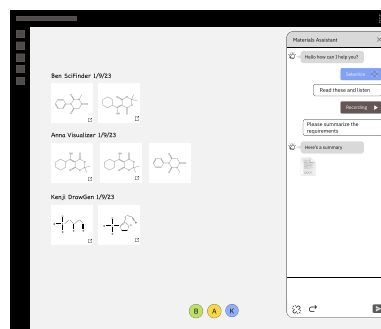 Materials Assistant
Hello how can I help you?
Selective
Read these and listen
Recording
Please summarize the
requirements
Here's a summary
Ben SciFinder 1/9/23
Anna Visualizer 1/9/23
Kenji DrawGen 1/9/23
B A K